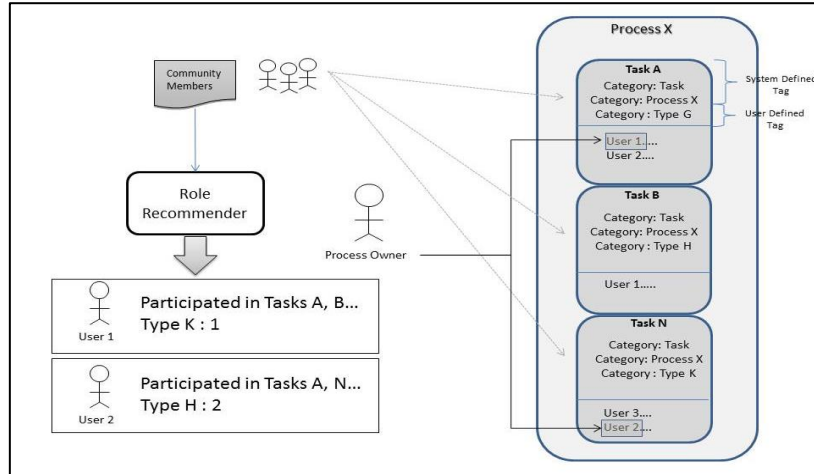 Process X
Community
Members
Role
Recommender
Process Owner
User 1
Participated in Tasks A, B...
Type K : 1
User 2
Participated in Tasks A, N...
Type H : 2
Task A
Category: Task
Category: Process X
Category : Type G
User 1.....
User 2....
System Defined
Tag
User Defined
Tag
Task B
Category: Task
Category: Process X
Category : Type H
User 1.....
Task N
Category: Task
Category: Process X
Category : Type K
User 3....
User 2....